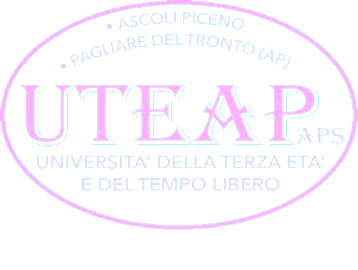 • ASCOLI PICENO
• PAGLIARE DEL TRONTO (AP)
UTEAP APS
UNIVERSITA' DELLA TERZA ETA'
E DEL TEMPO LIBERO